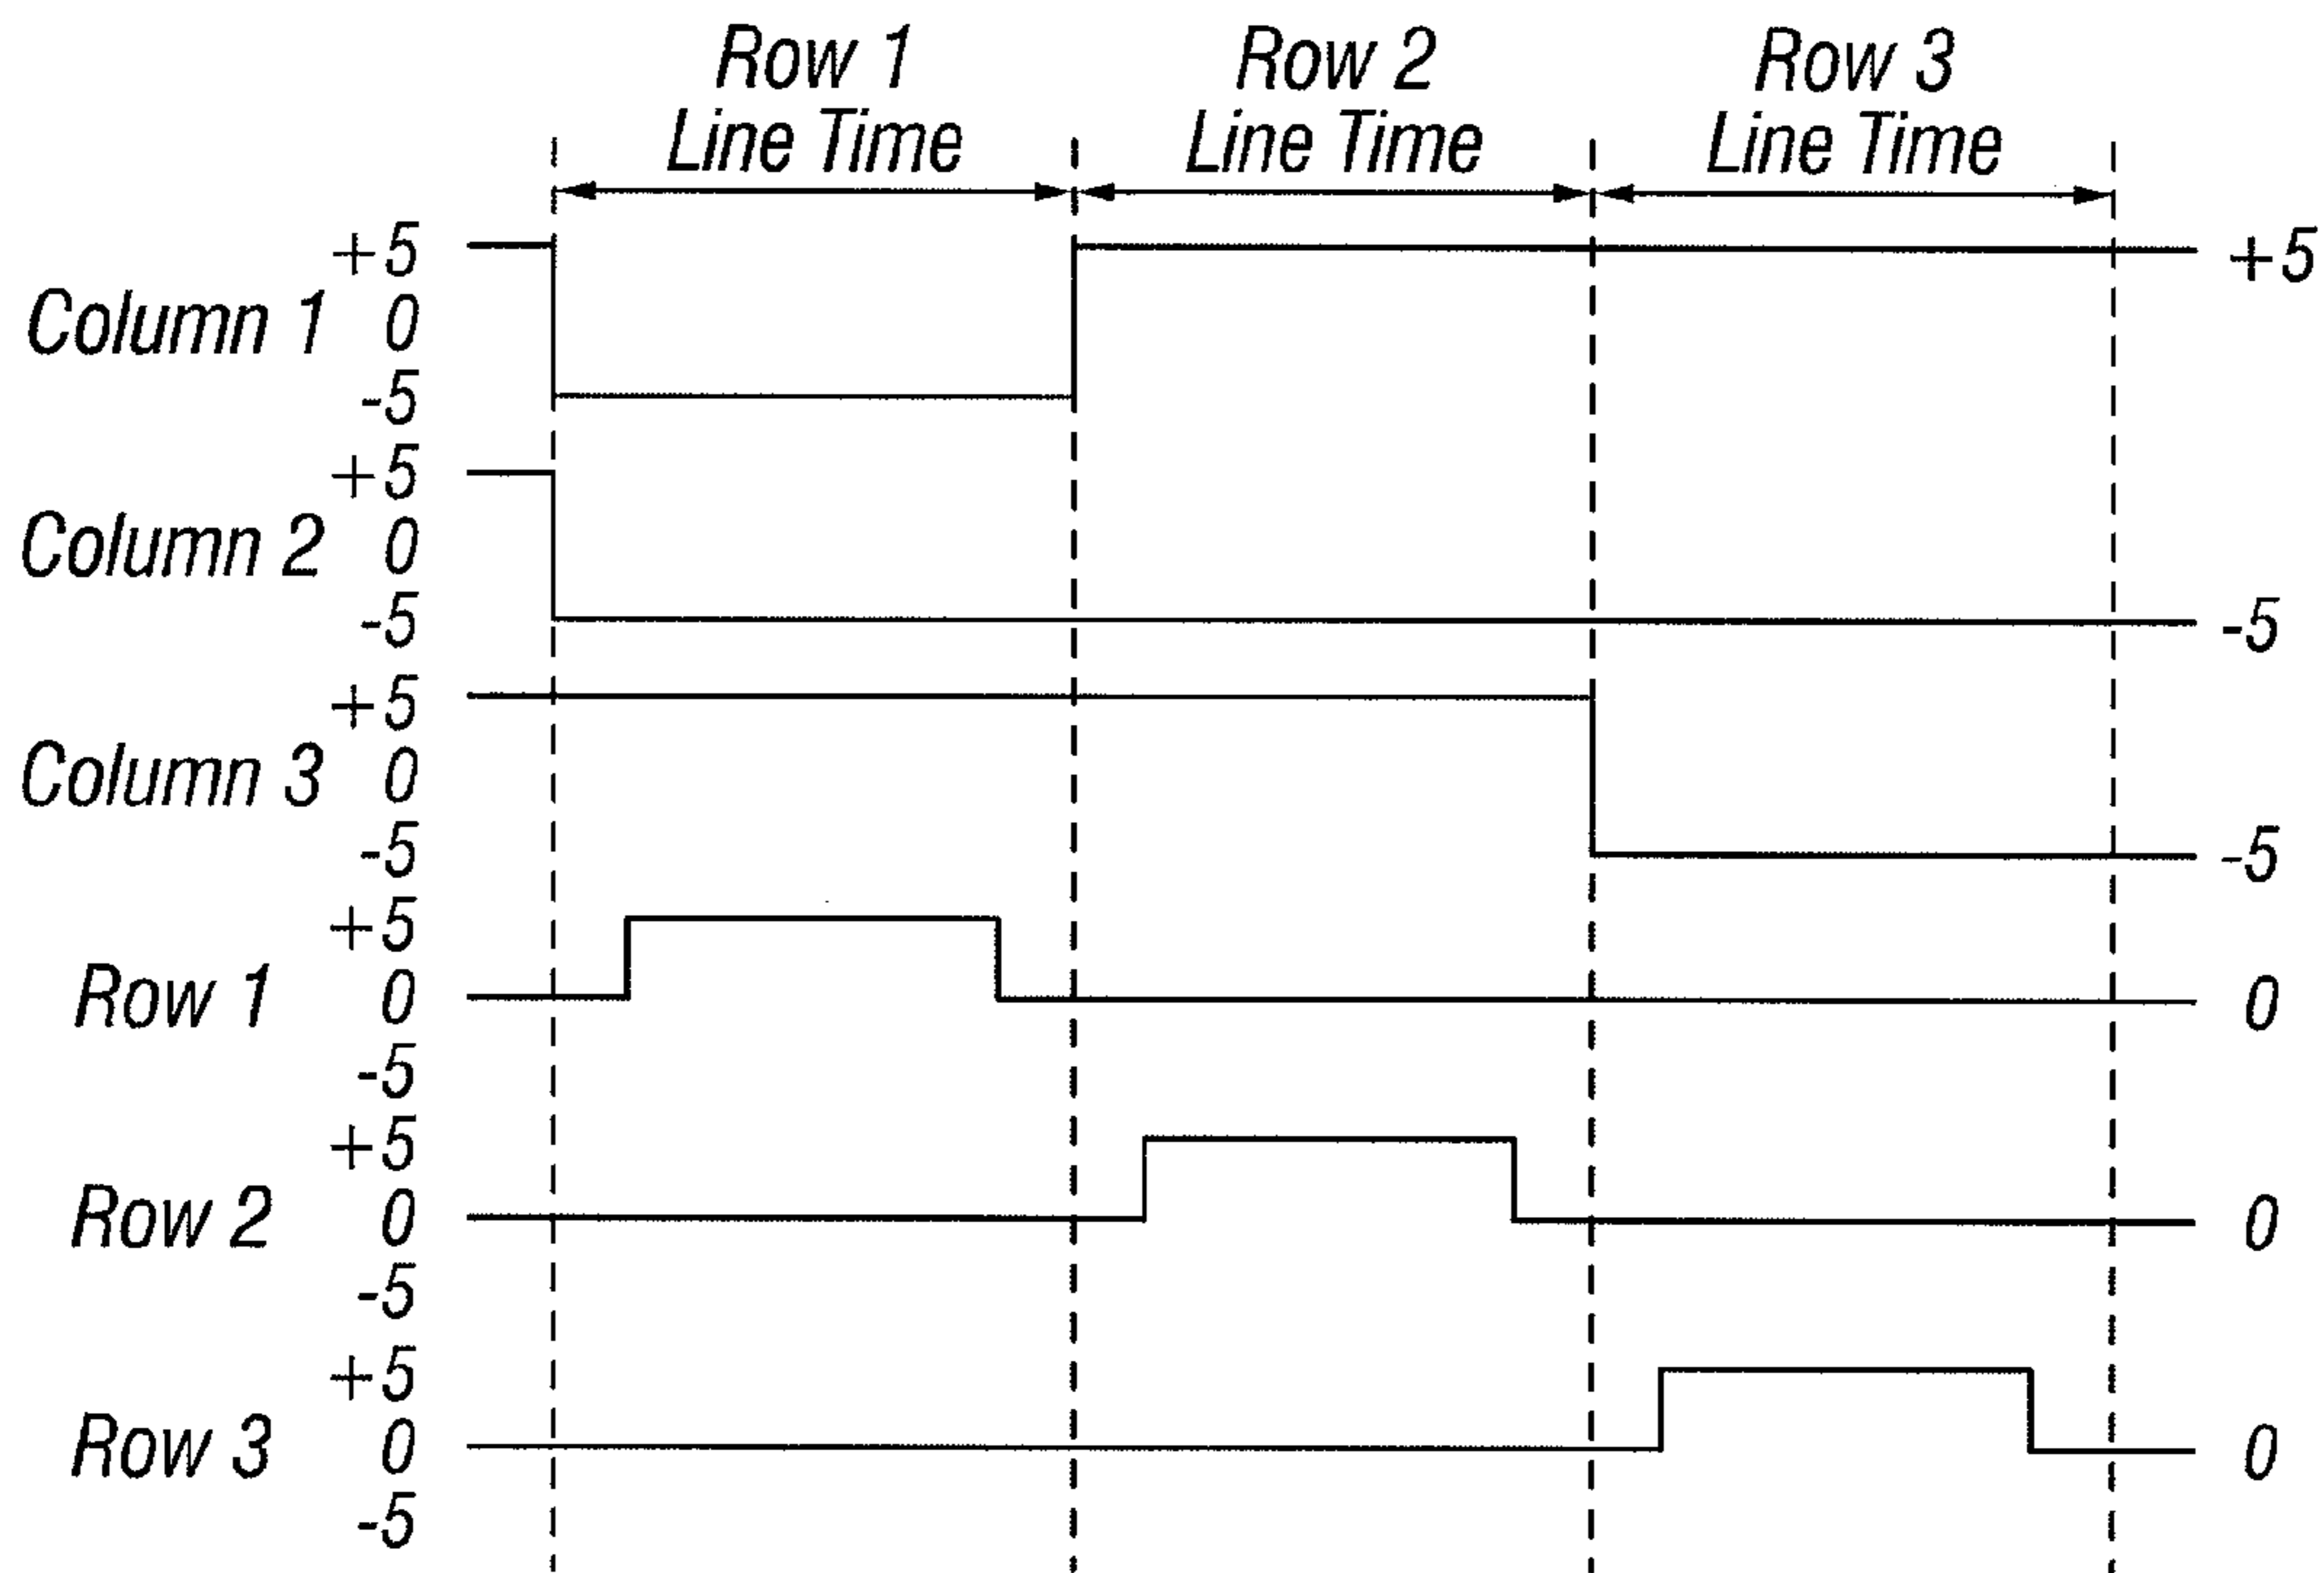 Row 1 Row 2 Row 3
Line Time Line Time Line Time
+5 +5
Column 1 0
-5
+5
Column 2 0
-5 -5
+5
Column 3 0
-5 -5
+5
Row 1 0 0
-5
+5
Row 2 0 0
-5
+5
Row 3 0 0
-5